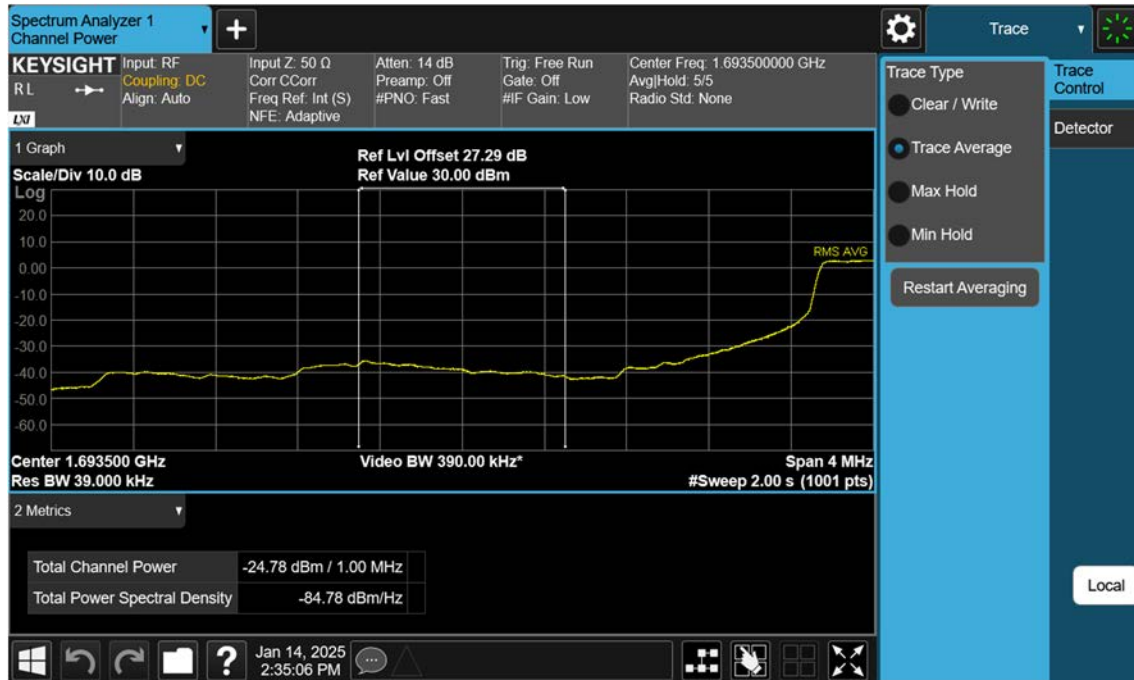 Spectrum Analyzer 1
Channel Power
+
Trace
KEYSIGHT
R L
LXI
Input: RF
Coupling: DC
Align: Auto
Input Z: 50 Ω
Corr CCorr
Freq Ref: Int (S)
NFE: Adaptive
Atten: 14 dB
Preamp: Off
#PNO: Fast
Trig: Free Run
Gate: Off
#IF Gain: Low
Center Freq: 1.693500000 GHz
Avg|Hold: 5/5
Radio Std: None
Trace Type
Clear / Write
Trace Average
Max Hold
Min Hold
Restart Averaging
Trace
Control
Detector
1 Graph
Scale/Div 10.0 dB
Ref Lvl Offset 27.29 dB
Ref Value 30.00 dBm
Log
20.0
10.0
0.00
-10.0
-20.0
-30.0
-40.0
-50.0
-60.0
RMS AVG
Center 1.693500 GHz
Res BW 39.000 kHz
Video BW 390.00 kHz*
Span 4 MHz
#Sweep 2.00 s (1001 pts)
2 Metrics
Total Channel Power -24.78 dBm / 1.00 MHz
Total Power Spectral Density -84.78 dBm/Hz
Local
?
Jan 14, 2025
2:35:06 PM